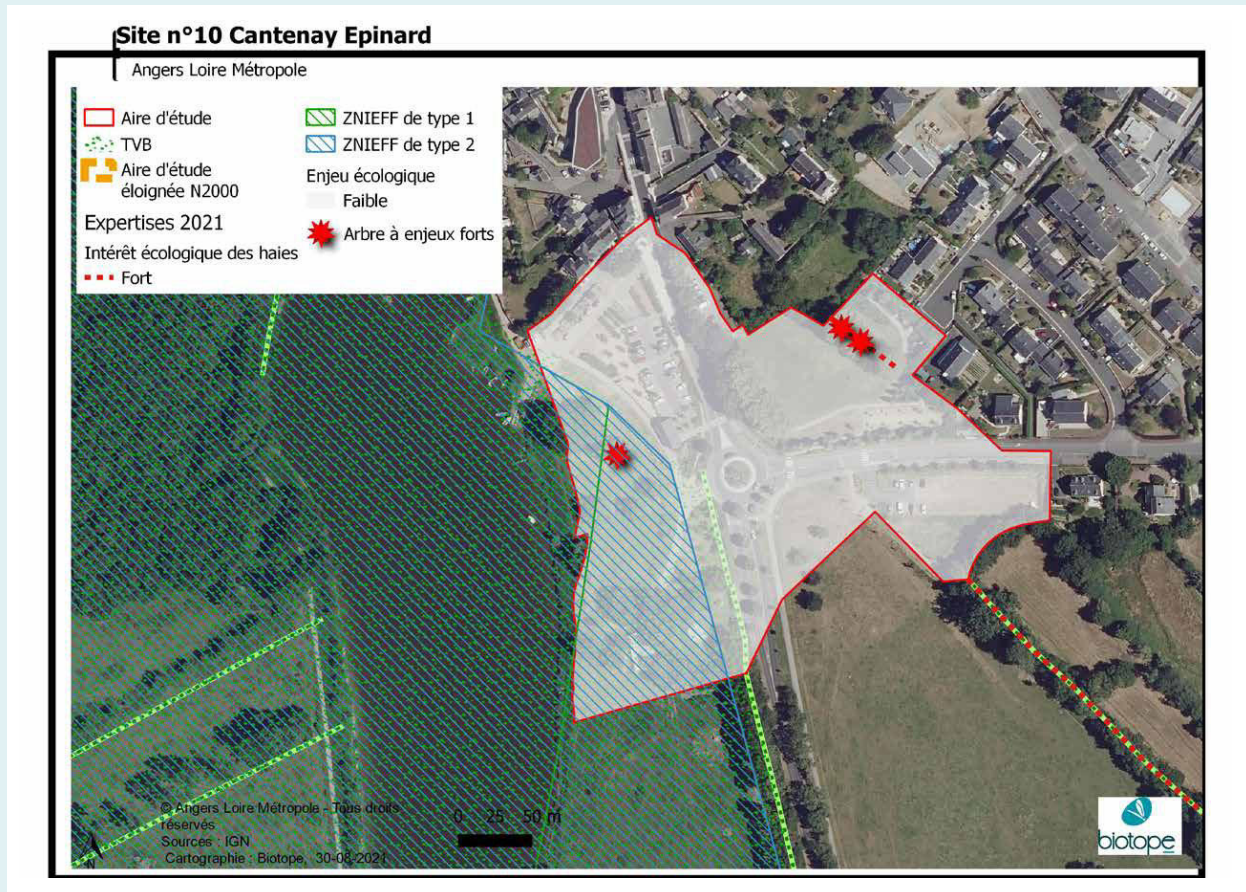 Site n°10 Cantenay Epinard
Angers Loire Métropole
Aire d'étude
TVB
Aire d'étude
éloignée N2000
Expertises 2021
Intérêt écologique des haies
Fort
ZNIEFF de type 1
ZNIEFF de type 2
Enjeu écologique
Faible
Arbre à enjeux forts
© Angers Loire Métropole - Tous droits
réservés
Sources : IGN
Cartographie : Biotope, 30-08-2021
0 25 50 m
N
biotope